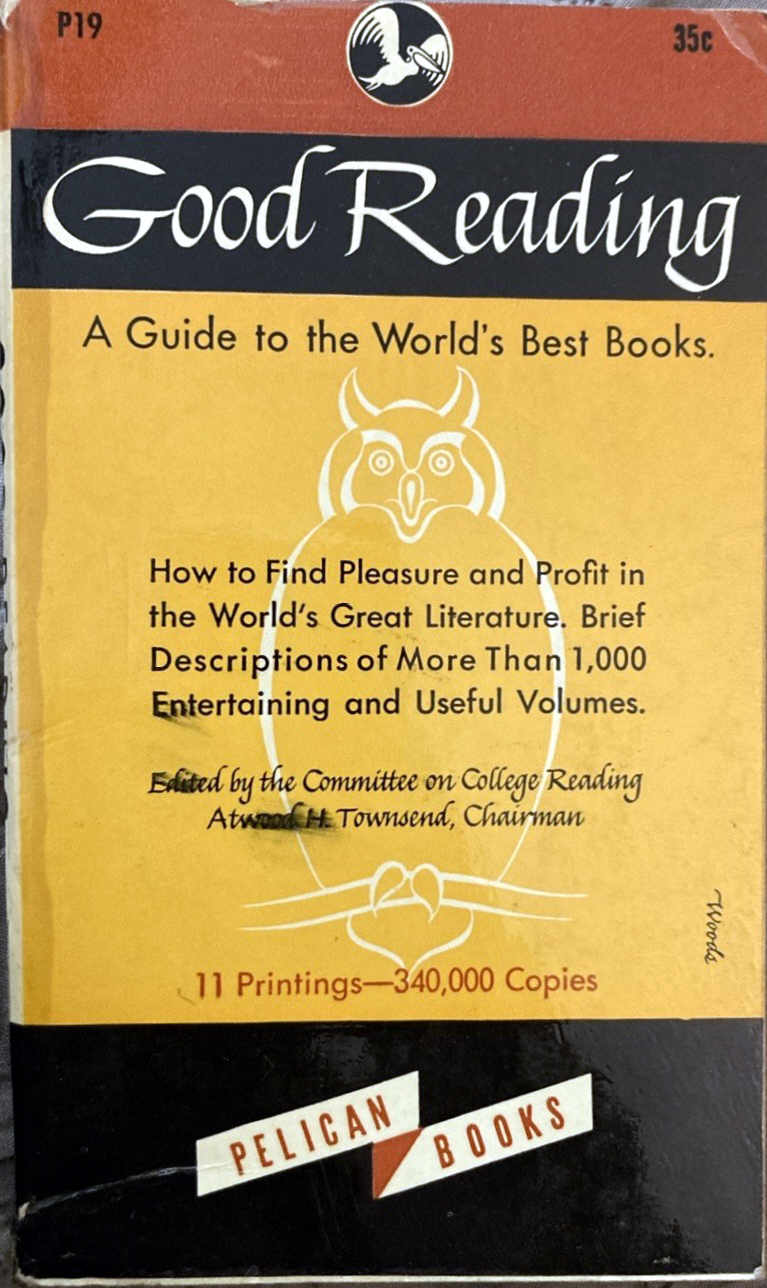 P19
35c
Good Reading
A Guide to the World's Best Books.
How to Find Pleasure and Profit in
the World's Great Literature. Brief
Descriptions of More Than 1,000
Entertaining and Useful Volumes.
Edited by the Committee on College Reading
Atwood H. Townsend, Chairman
Woods
11 Printings—340,000 Copies
PELICAN BOOKS